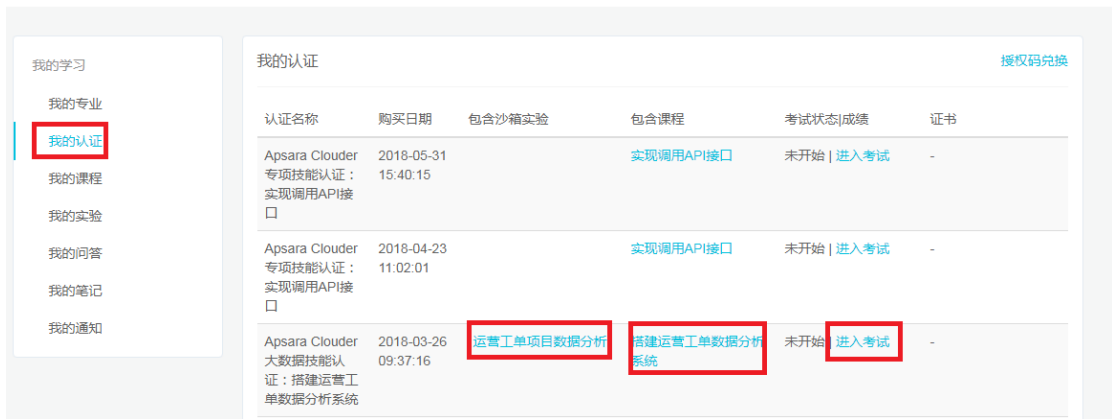 我的学习
我的专业
我的认证
我的课程
我的实验
我的问答
我的笔记
我的通知
我的认证
授权码兑换
认证名称 购买日期 包含沙箱实验 包含课程 考试状态|成绩 证书
Apsara Clouder 2018-05-31 实现调用API接口 未开始 | 进入考试 -
专项技能认证： 15:40:15
实现调用API接
口
Apsara Clouder 2018-04-23 实现调用API接口 未开始 | 进入考试 -
专项技能认证： 11:02:01
实现调用API接
口
Apsara Clouder 2018-03-26 运营工单项目数据分析 搭建运营工单数据分析 未开始 | 进入考试 -
大数据技能认 09:37:16 系统
证：搭建运营工
单数据分析系统